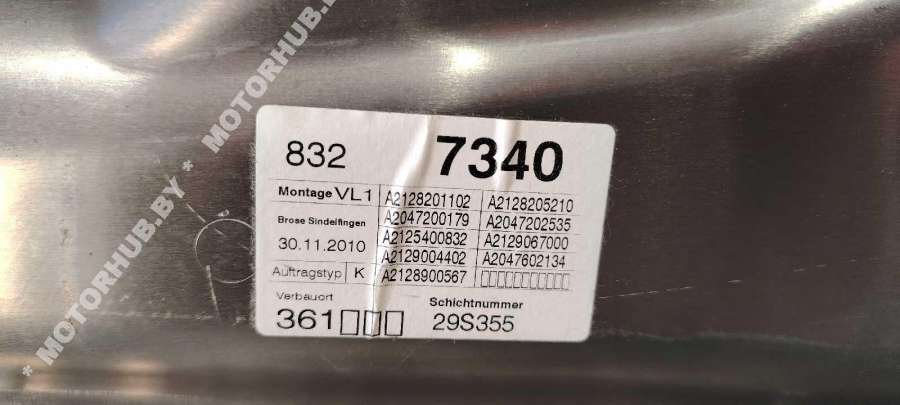 832 7340
Montage VL1 A2128201102 A2128205210
Brose Sindelfingen A2047200179 A2047202535
30.11.2010 A2125400832 A2129067000
A2129004402 A2047602134
Auftragstyp K A2128900567 □□□□□□□□□□□
Verbauort Schichtnummer
361□□□ 29S355
* MOTORHUB.BY * MOTORHUB.BY *